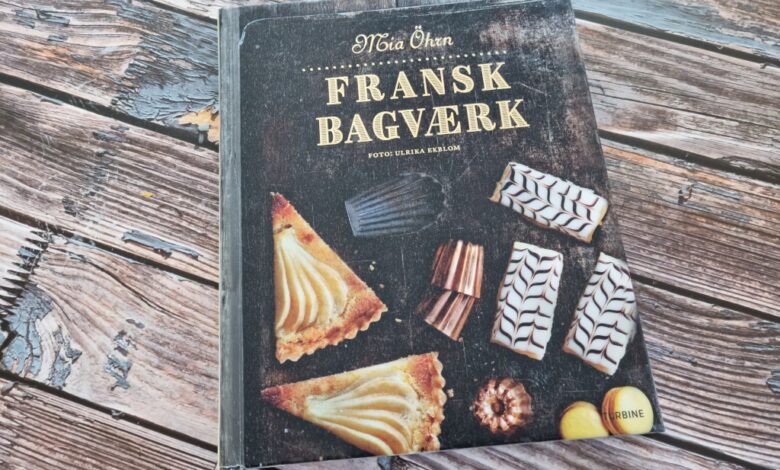 Mia Öhrn
FRANSK
BAGVÆRK
FOTO: ULRIKA EKBLOM
TURBINE